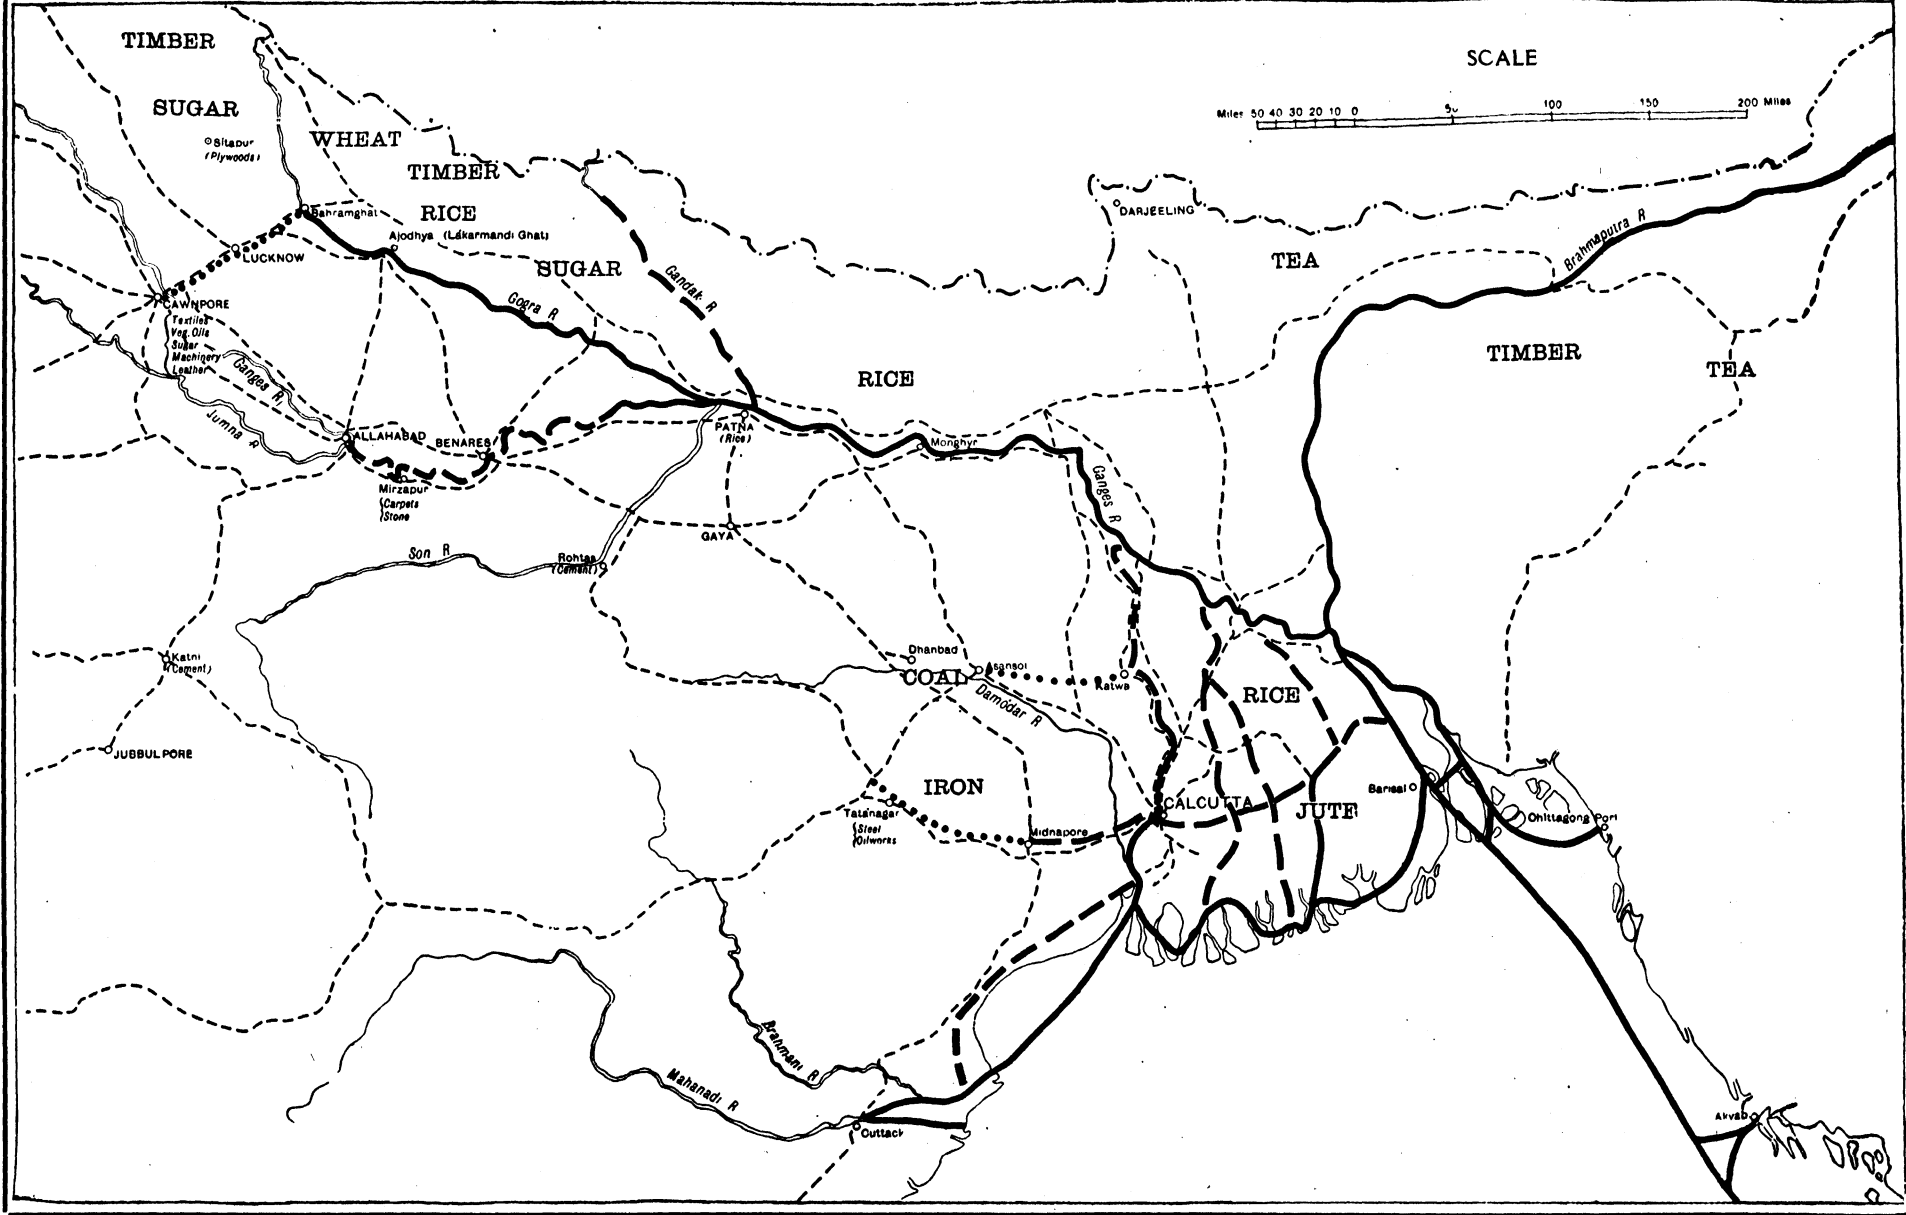 TIMBER
SCALE
SUGAR
Miles 50 40 30 20 10 0 50 100 150 200 Miles
Sitapur
(Plywoods)
WHEAT
TIMBER
Bahramghat
RICE
DARJEELING
Ajodhya (Lakarmandi Ghat)
Brahmaputra R
LUCKNOW
SUGAR
TEA
Gandak R
CAWNPORE
Gogra R
Textiles
Veg. Oils
Sugar
Machinery
Leather
TIMBER
Ganges R
RICE
TEA
Jumna R
PATNA
(Rice)
ALLAHABAD
BENARES
Monghyr
Ganges R
Mirzapur
(Carpets
(Stone
GAYA
Son R
Rohtas
(Cement)
Katni
(Cement)
Dhanbad
COAL
Asansol
Katwa
Damodar R
RICE
JUBBULPORE
IRON
Barisal
CALCUTTA
JUTE
Tatanagar
(Steel
Oilworks
Midnapore
Chittagong Port
Brahmani R
Mahanadi R
Cuttack
Akyab